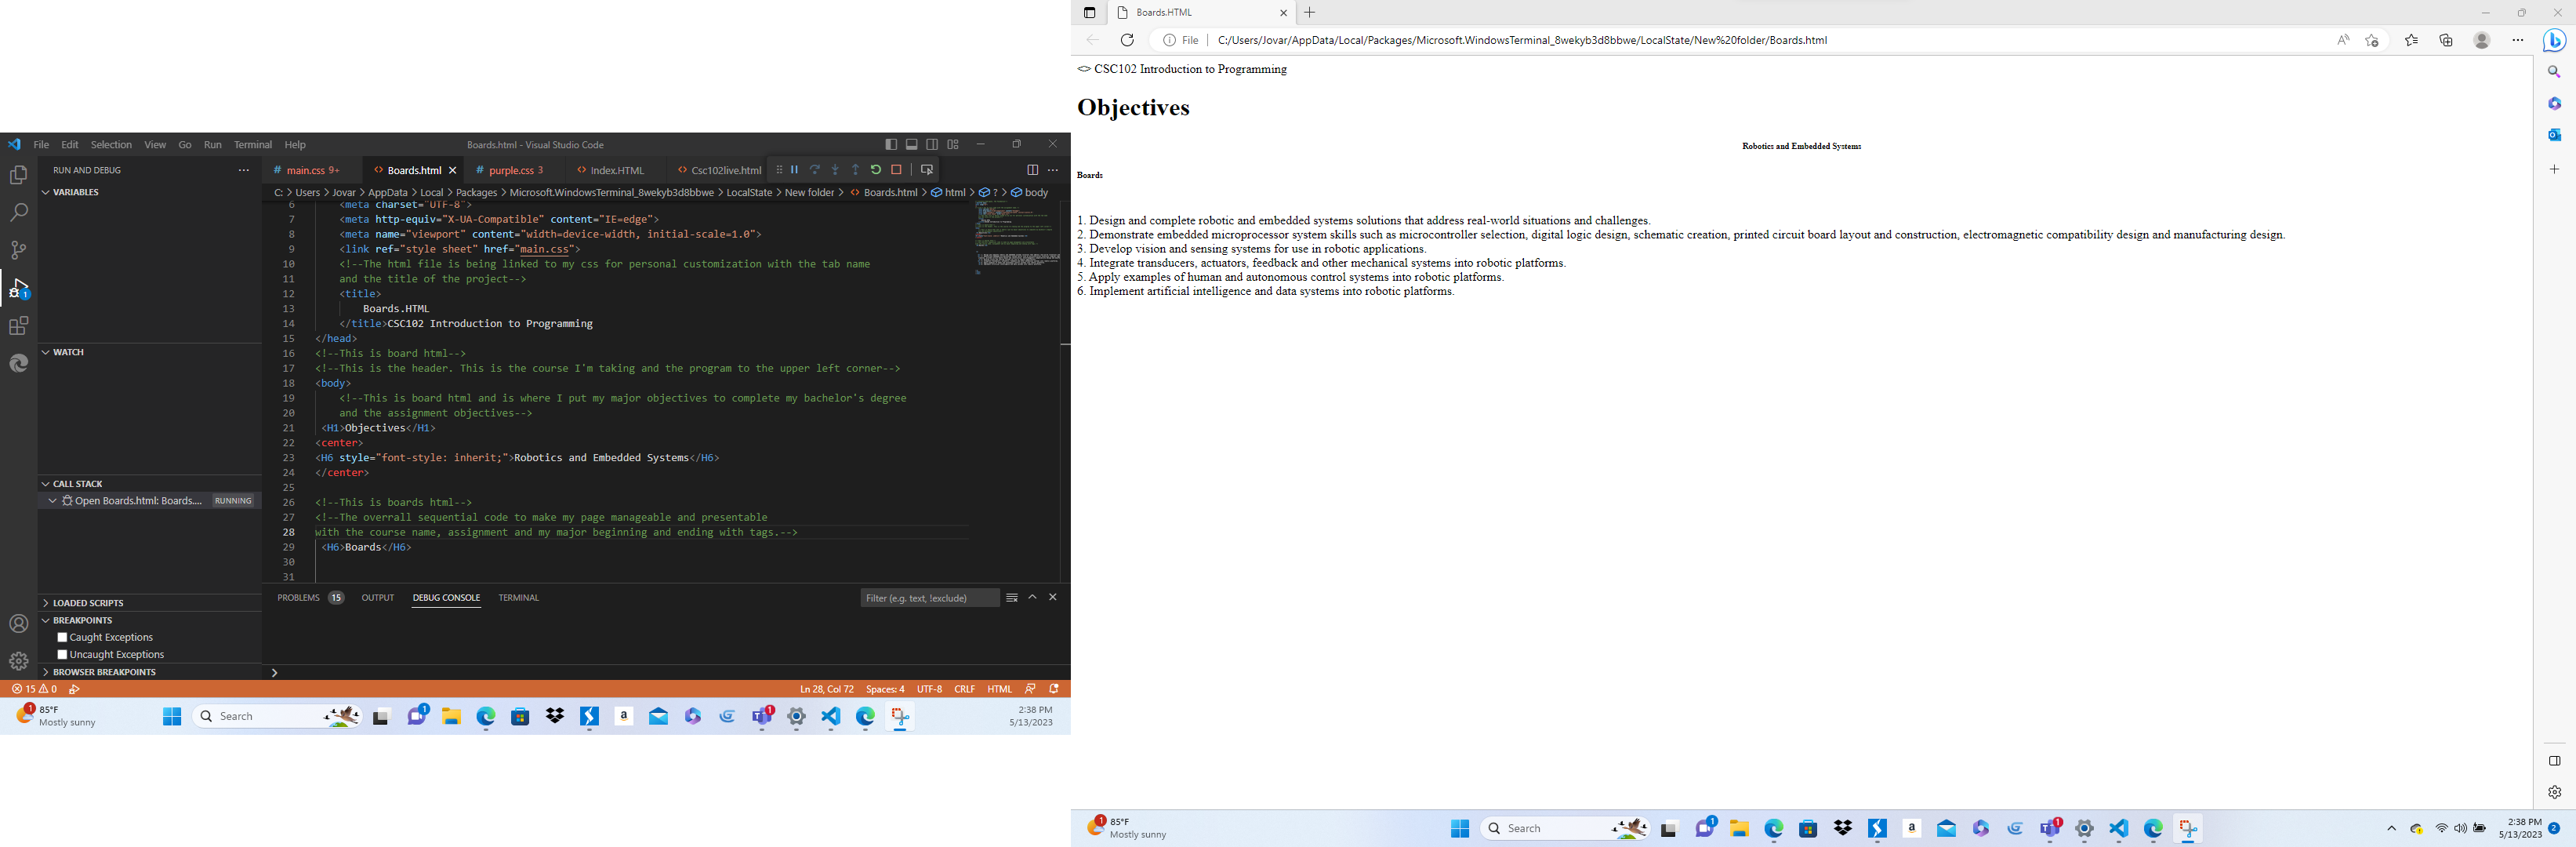 File Edit Selection View Go Run Terminal Help
Boards.html - Visual Studio Code
RUN AND DEBUG
VARIABLES
WATCH
CALL STACK
Open Boards.html: Boards.... RUNNING
LOADED SCRIPTS
BREAKPOINTS
Caught Exceptions
Uncaught Exceptions
BROWSER BREAKPOINTS
main.css 9+ Boards.html purple.css 3 Index.HTML Csc102live.html
C: > Users > Jovar > AppData > Local > Packages > Microsoft.WindowsTerminal_8wekyb3d8bbwe > LocalState > New folder > Boards.html > html > ? > body
6 <meta charset="UTF-8">
7 <meta http-equiv="X-UA-Compatible" content="IE=edge">
8 <meta name="viewport" content="width=device-width, initial-scale=1.0">
9 <link ref="style sheet" href="main.css">
10 <!--The html file is being linked to my css for personal customization with the tab name
11 and the title of the project-->
12 <title>
13 Boards.HTML
14 </title>CSC102 Introduction to Programming
15 </head>
16 <!--This is board html-->
17 <!--This is the header. This is the course I'm taking and the program to the upper left corner-->
18 <body>
19 <!--This is board html and is where I put my major objectives to complete my bachelor's degree
20 and the assignment objectives-->
21 <H1>Objectives</H1>
22 <center>
23 <H6 style="font-style: inherit;">Robotics and Embedded Systems</H6>
24 </center>
25
26 <!--This is boards html-->
27 <!--The overrall sequential code to make my page manageable and presentable
28 with the course name, assignment and my major beginning and ending with tags.-->
29 <H6>Boards</H6>
30
31
PROBLEMS 15 OUTPUT DEBUG CONSOLE TERMINAL
Filter (e.g. text, !exclude)
15 0
Ln 28, Col 72 Spaces: 4 UTF-8 CRLF HTML
1 85°F
Mostly sunny
Search
1
1
2:38 PM
5/13/2023
Boards.HTML
File C:/Users/Jovar/AppData/Local/Packages/Microsoft.WindowsTerminal_8wekyb3d8bbwe/LocalState/New%20folder/Boards.html
<> CSC102 Introduction to Programming
Objectives
Robotics and Embedded Systems
Boards
1. Design and complete robotic and embedded systems solutions that address real-world situations and challenges.
2. Demonstrate embedded microprocessor system skills such as microcontroller selection, digital logic design, schematic creation, printed circuit board layout and construction, electromagnetic compatibility design and manufacturing design.
3. Develop vision and sensing systems for use in robotic applications.
4. Integrate transducers, actuators, feedback and other mechanical systems into robotic platforms.
5. Apply examples of human and autonomous control systems into robotic platforms.
6. Implement artificial intelligence and data systems into robotic platforms.
1 85°F
Mostly sunny
Search
1
1
2:38 PM
5/13/2023
2